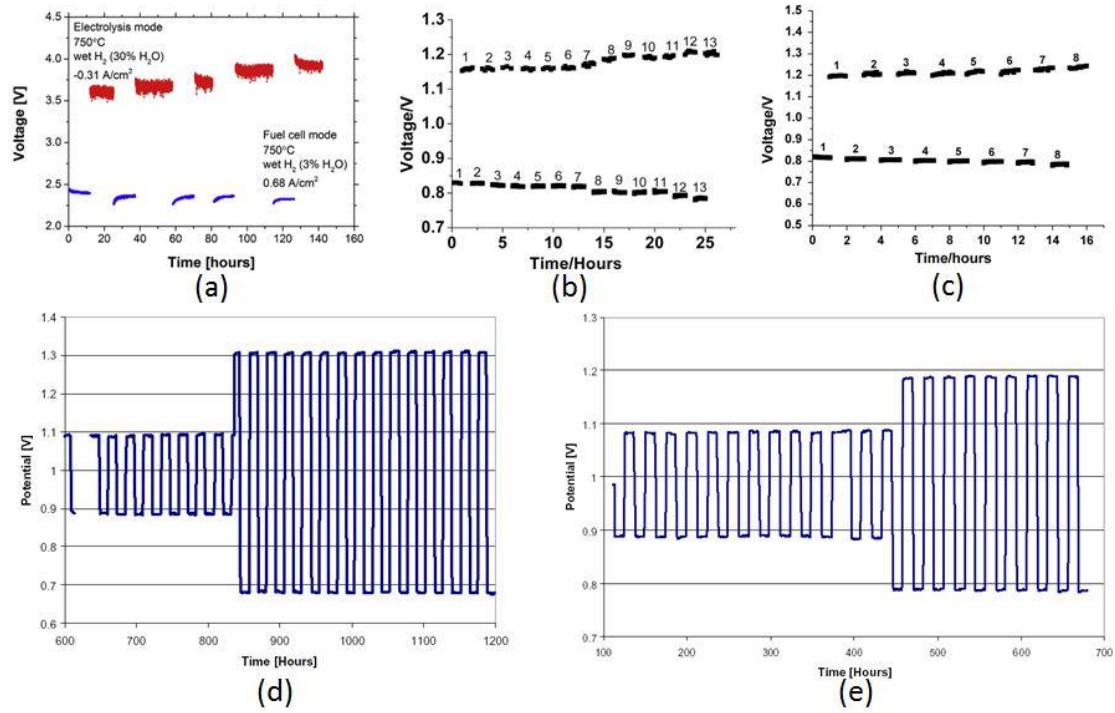 4.5
4.0
3.5
3.0
2.5
2.0
Voltage [V]
Electrolysis mode
750°C
wet H2 (30% H2O)
-0.31 A/cm2
Fuel cell mode
750°C
wet H2 (3% H2O)
0.68 A/cm2
0 20 40 60 80 100 120 140 160
Time [hours]
(a)
1.3
1.2
1.1
1.0
0.9
0.8
0.7
Voltage/V
1 2 3 4 5 6 7 8 9 10 11 12 13
1 2 3 4 5 6 7 8 9 10 11 12 13
0 5 10 15 20 25
Time/Hours
(b)
1.5
1.4
1.3
1.2
1.1
1.0
0.9
0.8
0.7
0.6
0.5
Voltage/V
1 2 3 4 5 6 7 8
1 2 3 4 5 6 7 8
0 2 4 6 8 10 12 14 16
Time/hours
(c)
1.4
1.3
1.2
1.1
1
0.9
0.8
0.7
0.6
Potential [V]
600 700 800 900 1000 1100 1200
Time [Hours]
(d)
1.3
1.2
1.1
1
0.9
0.8
0.7
Potential [V]
100 200 300 400 500 600 700
Time [Hours]
(e)